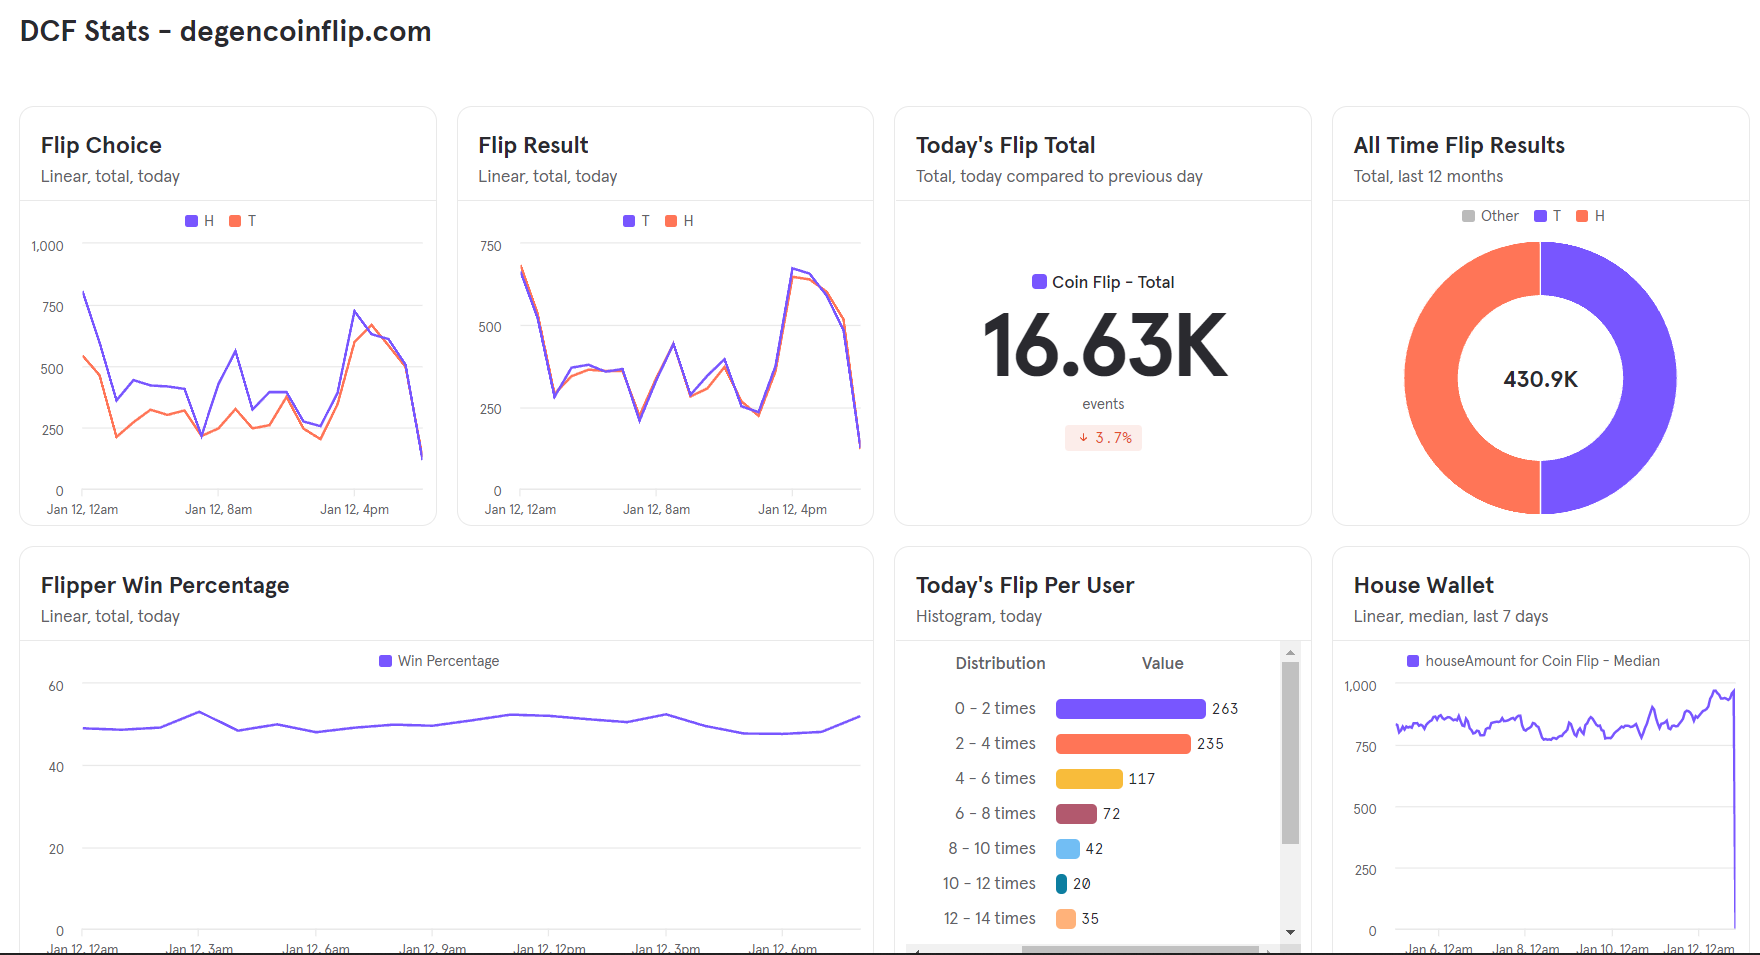 DCF Stats - degencoinflip.com
Flip Choice
Linear, total, today
H T
1,000
750
500
250
0
Jan 12, 12am Jan 12, 8am Jan 12, 4pm
Flip Result
Linear, total, today
T H
750
500
250
0
Jan 12, 12am Jan 12, 8am Jan 12, 4pm
Today's Flip Total
Total, today compared to previous day
Coin Flip - Total
16.63K
events
↓ 3.7%
All Time Flip Results
Total, last 12 months
Other T H
430.9K
Flipper Win Percentage
Linear, total, today
Win Percentage
60
40
20
0
Jan 12, 12am Jan 12, 3am Jan 12, 6am Jan 12, 9am Jan 12, 12pm Jan 12, 3pm Jan 12, 6pm
Today's Flip Per User
Histogram, today
Distribution Value
0 - 2 times 263
2 - 4 times 235
4 - 6 times 117
6 - 8 times 72
8 - 10 times 42
10 - 12 times 20
12 - 14 times 35
House Wallet
Linear, median, last 7 days
houseAmount for Coin Flip - Median
1,000
750
500
250
0
Jan 6, 12am Jan 8, 12am Jan 10, 12am Jan 12, 12am